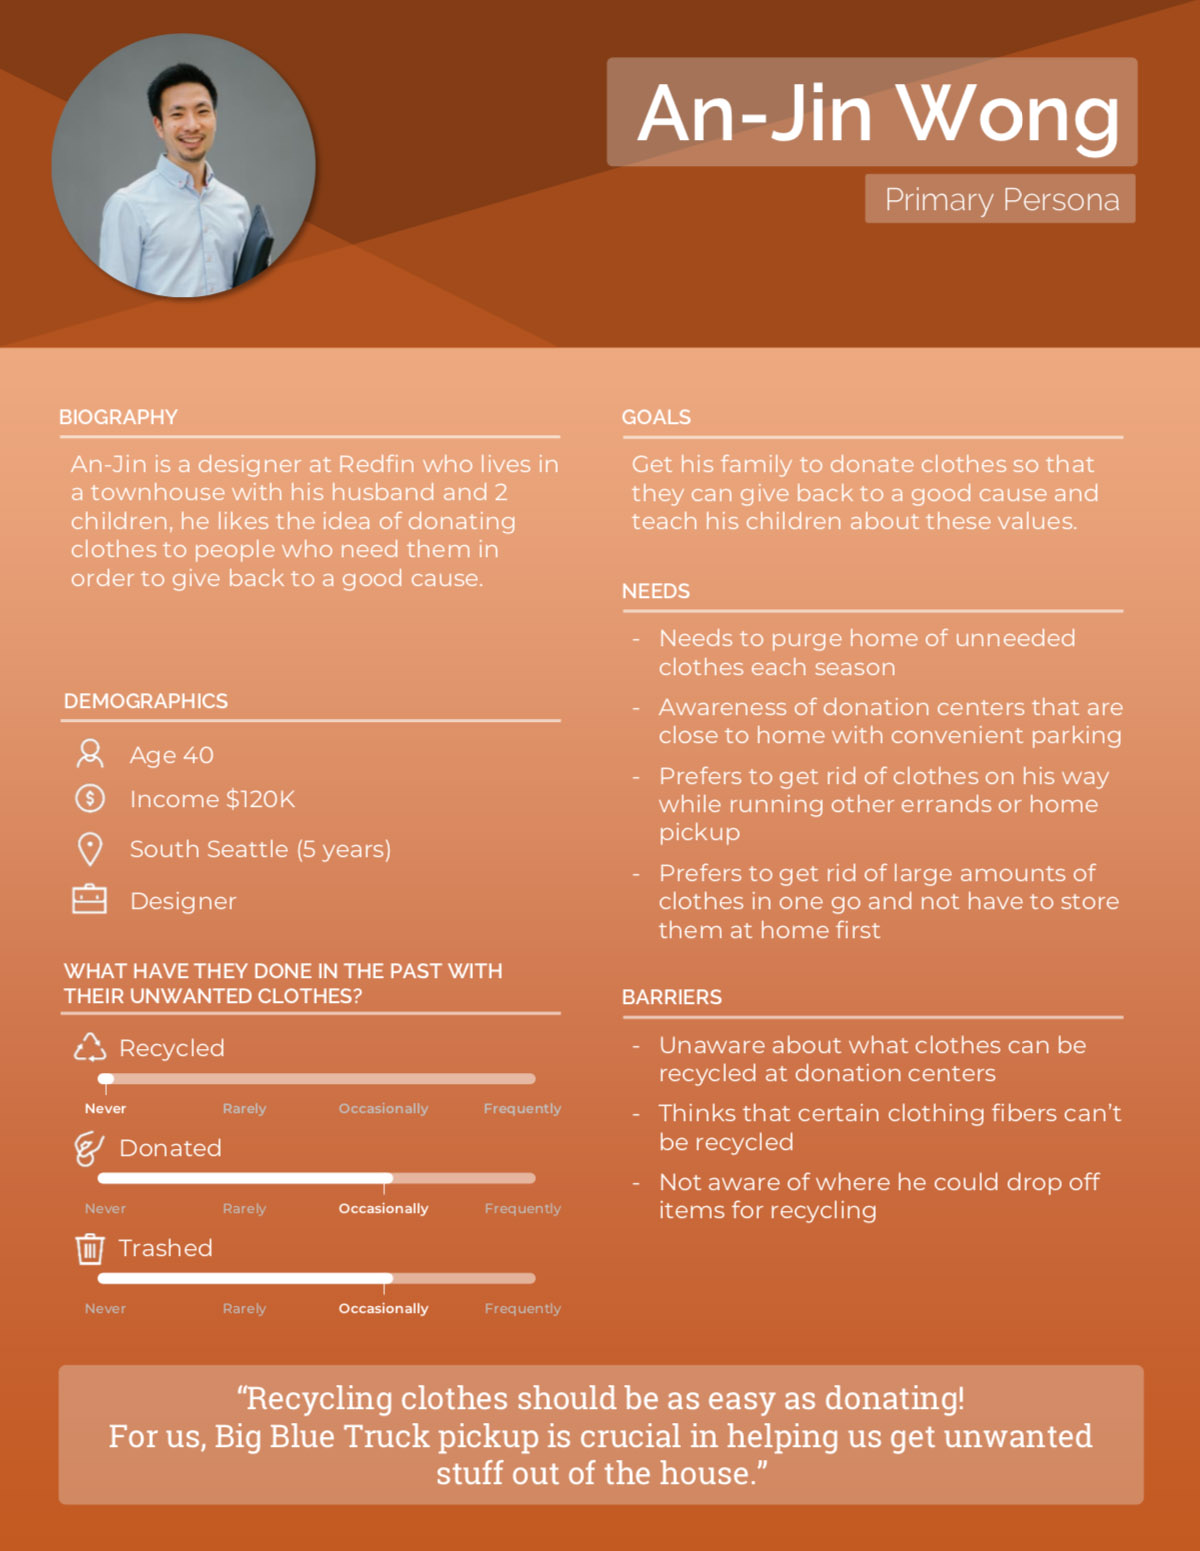 An-Jin Wong
Primary Persona
BIOGRAPHY
An-Jin is a designer at Redfin who lives in
a townhouse with his husband and 2
children, he likes the idea of donating
clothes to people who need them in
order to give back to a good cause.
DEMOGRAPHICS
Age 40
Income $120K
South Seattle (5 years)
Designer
WHAT HAVE THEY DONE IN THE PAST WITH
THEIR UNWANTED CLOTHES?
Recycled
Never Rarely Occasionally Frequently
Donated
Never Rarely Occasionally Frequently
Trashed
Never Rarely Occasionally Frequently
GOALS
Get his family to donate clothes so that
they can give back to a good cause and
teach his children about these values.
NEEDS
- Needs to purge home of unneeded
clothes each season
- Awareness of donation centers that are
close to home with convenient parking
- Prefers to get rid of clothes on his way
while running other errands or home
pickup
- Prefers to get rid of large amounts of
clothes in one go and not have to store
them at home first
BARRIERS
- Unaware about what clothes can be
recycled at donation centers
- Thinks that certain clothing fibers can’t
be recycled
- Not aware of where he could drop off
items for recycling
“Recycling clothes should be as easy as donating!
For us, Big Blue Truck pickup is crucial in helping us get unwanted
stuff out of the house.”